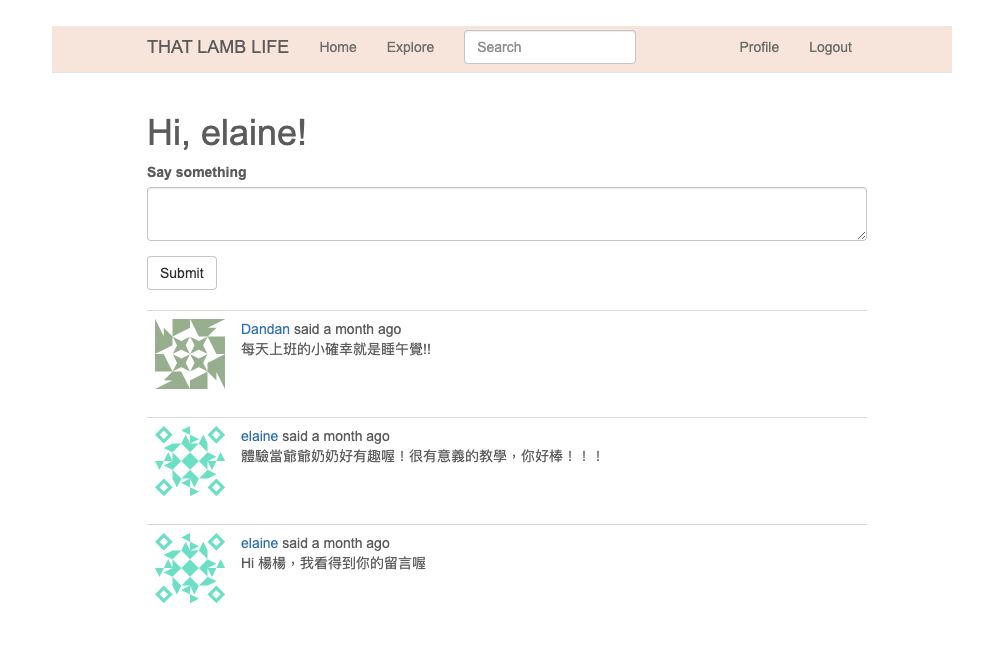 THAT LAMB LIFE Home Explore Search Profile Logout
Hi, elaine!
Say something
Submit
Dandan said a month ago
每天上班的小確幸就是睡午覺!!
elaine said a month ago
體驗當爺爺奶奶好有趣喔！很有意義的教學，你好棒！！！
elaine said a month ago
Hi 楊楊，我看得到你的留言喔